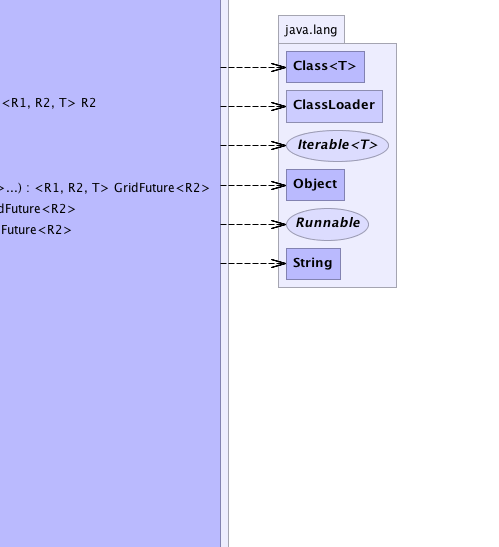 java.lang
Class<T>
<R1, R2, T> R2
ClassLoader
Iterable<T>
>...) : <R1, R2, T> GridFuture<R2>
Object
dFuture<R2>
Runnable
Future<R2>
String